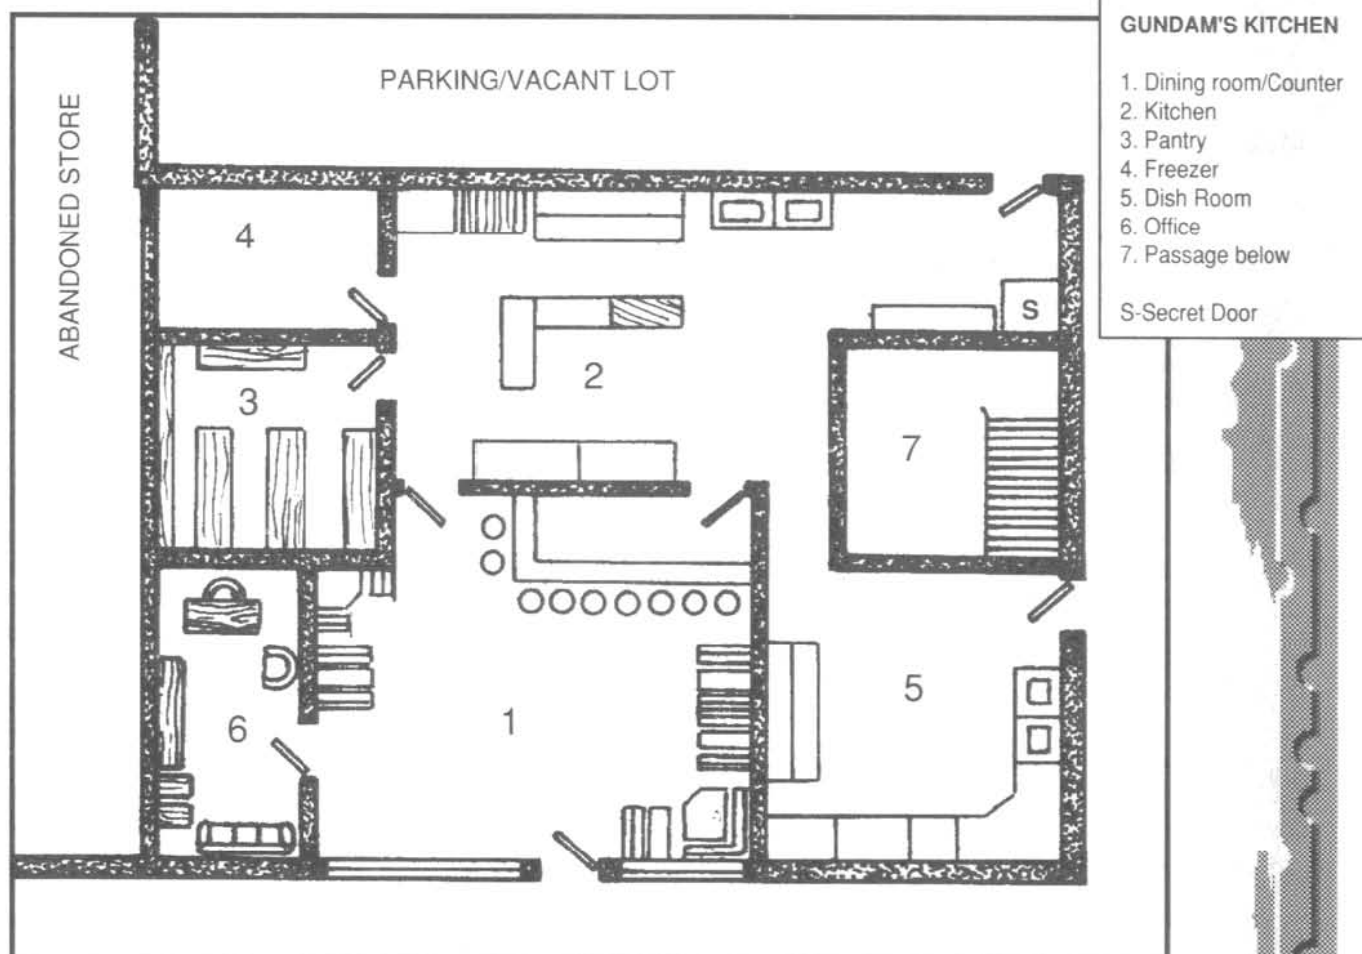 GUNDAM'S KITCHEN
1. Dining room/Counter
2. Kitchen
3. Pantry
4. Freezer
5. Dish Room
6. Office
7. Passage below
S-Secret Door
PARKING/VACANT LOT
ABANDONED STORE
4
S
2
3
7
5
6
1